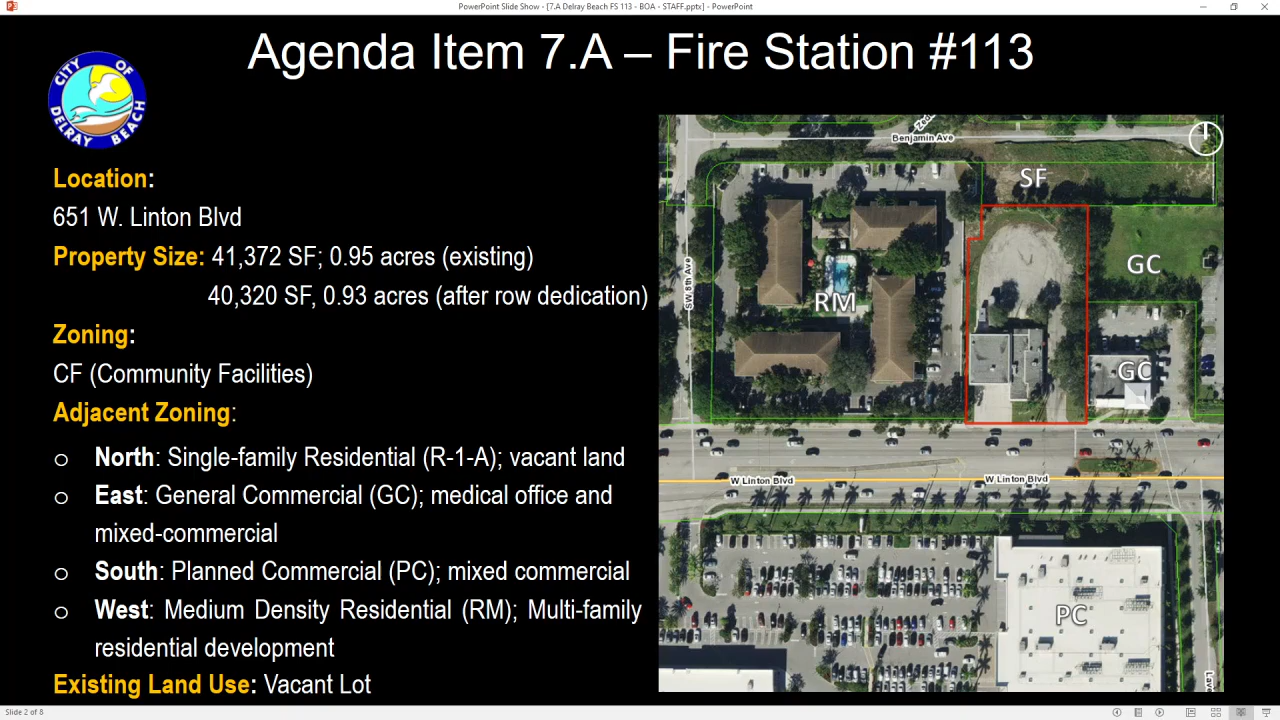 PowerPoint Slide Show - [7.A Delray Beach FS 113 - BOA - STAFF.pptx] - PowerPoint
Agenda Item 7.A – Fire Station #113
CITY OF
DELRAY BEACH
Location:
651 W. Linton Blvd
Property Size: 41,372 SF; 0.95 acres (existing)
40,320 SF, 0.93 acres (after row dedication)
Zoning:
CF (Community Facilities)
Adjacent Zoning:
o North: Single-family Residential (R-1-A); vacant land
o East: General Commercial (GC); medical office and
mixed-commercial
o South: Planned Commercial (PC); mixed commercial
o West: Medium Density Residential (RM); Multi-family
residential development
Existing Land Use: Vacant Lot
Benjamin Ave
SF
GC
SW 8th Ave
RM
GC
W Linton Blvd
W Linton Blvd
PC
Slide 2 of 8